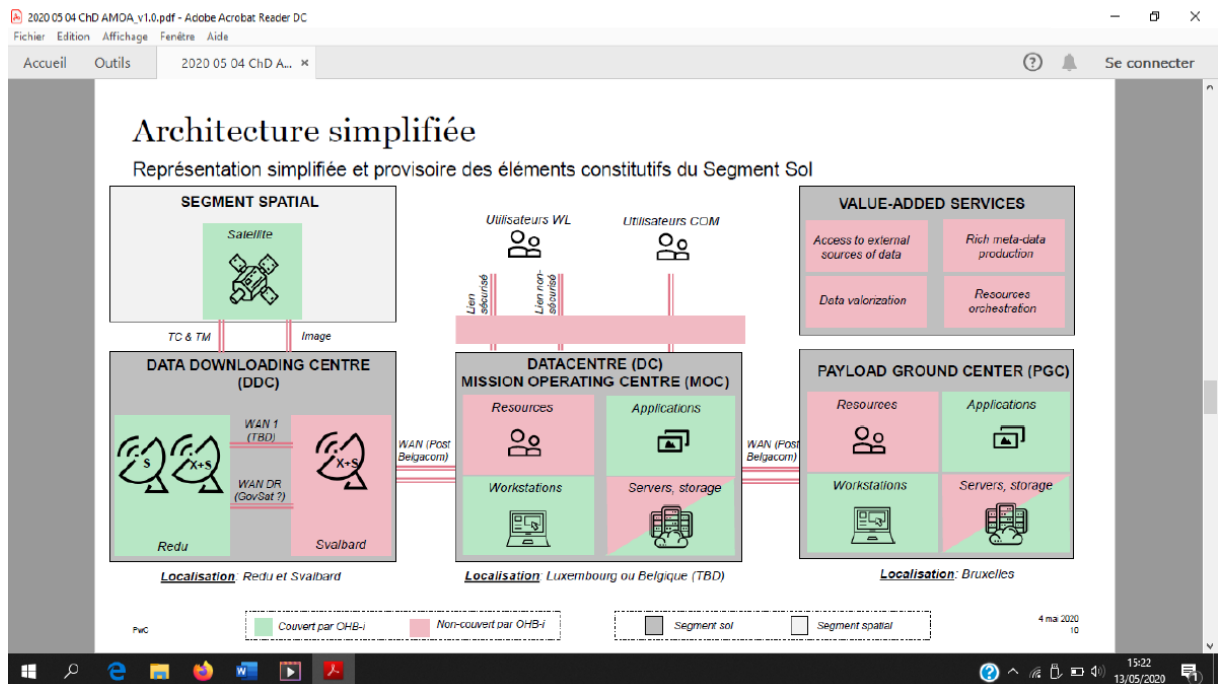 2020 05 04 ChD AMOA_v1.0.pdf - Adobe Acrobat Reader DC
Fichier Edition Affichage Fenêtre Aide
Accueil Outils 2020 05 04 ChD A... × Se connecter
Architecture simplifiée
Représentation simplifiée et provisoire des éléments constitutifs du Segment Sol
SEGMENT SPATIAL
Satellite
TC & TM
Image
Utilisateurs WL
Utilisateurs COM
Lien
sécurisé
Lien non-
sécurisé
VALUE-ADDED SERVICES
Access to external
sources of data
Rich meta-data
production
Data valorization
Resources
orchestration
DATA DOWNLOADING CENTRE
(DDC)
S
X+S
WAN 1
(TBD)
WAN DR
(GovSat ?)
X+S
Redu
Svalbard
Localisation: Redu et Svalbard
WAN (Post
Belgacom)
DATACENTRE (DC)
MISSION OPERATING CENTRE (MOC)
Resources
Applications
Workstations
Servers, storage
Localisation: Luxembourg ou Belgique (TBD)
WAN (Post
Belgacom)
PAYLOAD GROUND CENTER (PGC)
Resources
Applications
Workstations
Servers, storage
Localisation: Bruxelles
PwC
Couvert par OHB-i
Non-couvert par OHB-i
Segment sol
Segment spatial
4 mai 2020
10
15:22
13/05/2020